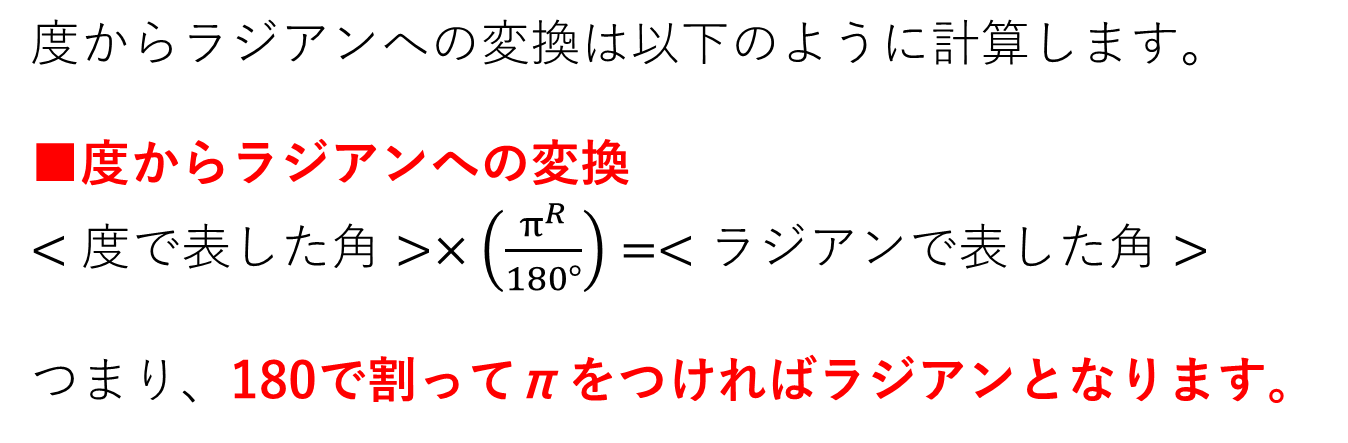 度からラジアンへの変換は以下のように計算します。
■度からラジアンへの変換
< 度で表した角 >×(π^R/180°)=< ラジアンで表した角 >
つまり、180で割ってπをつければラジアンとなります。